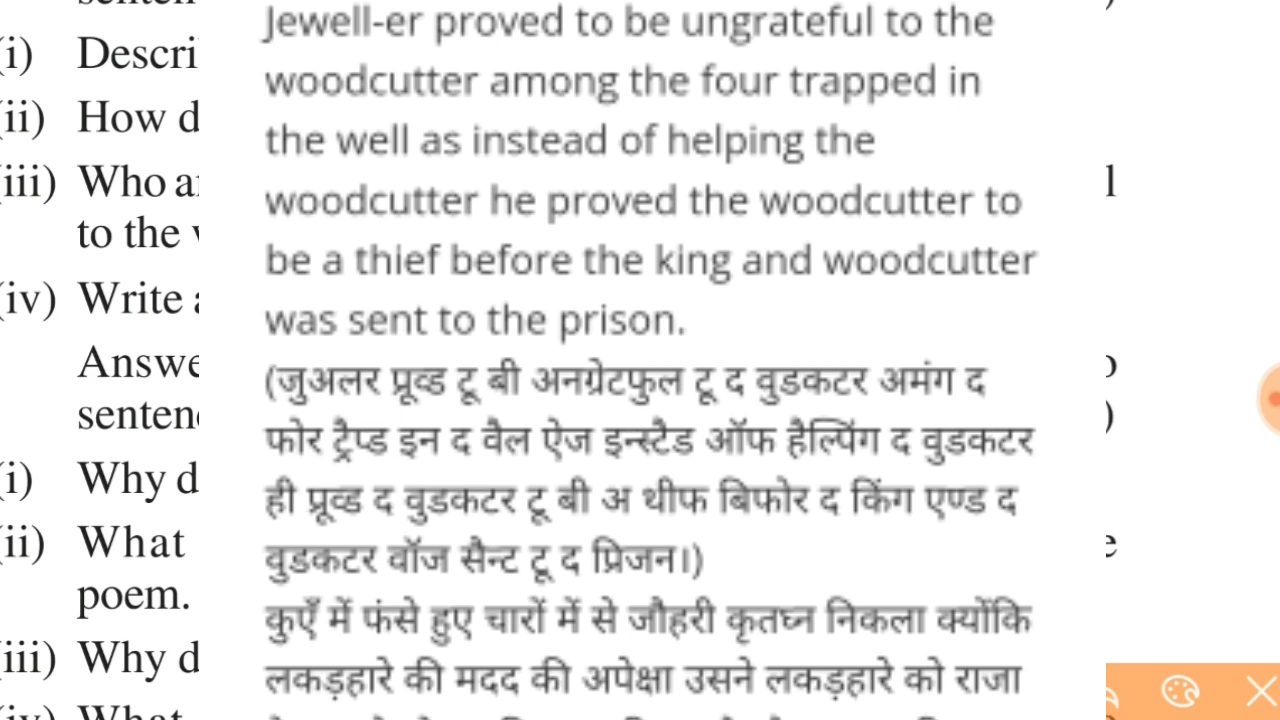 Jewell-er proved to be ungrateful to the
(i) Descri
woodcutter among the four trapped in
(ii) How d
the well as instead of helping the
(iii) Who
woodcutter he proved the woodcutter to
to the
be a thief before the king and woodcutter
(iv) Write
was sent to the prison.
Answe
(जुअलर प्रूव्ड टू बी अनग्रेटफुल टू द वुडकटर अमंग द
senten
फोर ट्रैप्ड इन द वैल ऐज इन्स्टैड ऑफ हैल्पिंग द वुडकटर
(i) Why d
ही प्रूव्ड द वुडकटर टू बी अ थीफ बिफोर द किंग एण्ड द
(ii) What
वुडकटर वॉज सैन्ट टू द प्रिजन।)
poem.
कुएँ में फंसे हुए चारों में से जौहरी कृतघ्न निकला क्योंकि
(iii) Why d
लकड़हारे की मदद की अपेक्षा उसने लकड़हारे को राजा
(iv) What